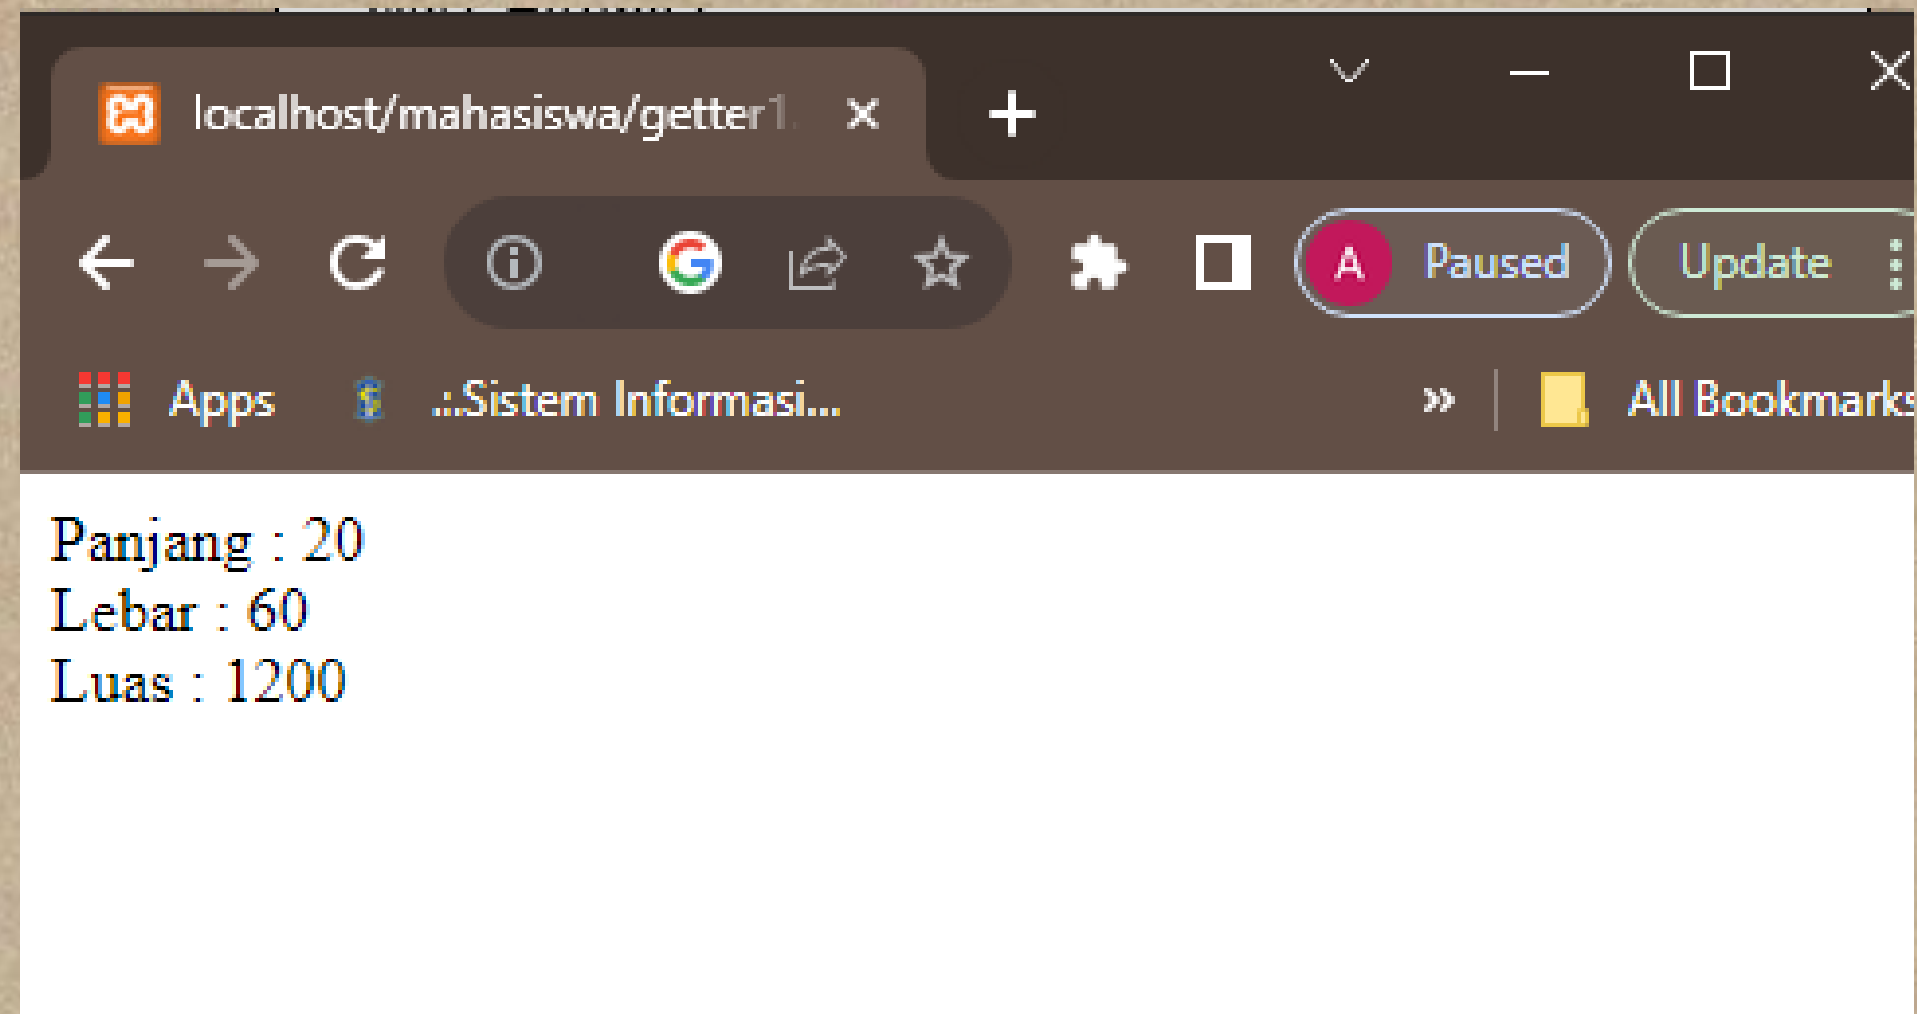 localhost/mahasiswa/getter1.
A Paused Update
Apps .:.Sistem Informasi... » All Bookmarks
Panjang : 20
Lebar : 60
Luas : 1200